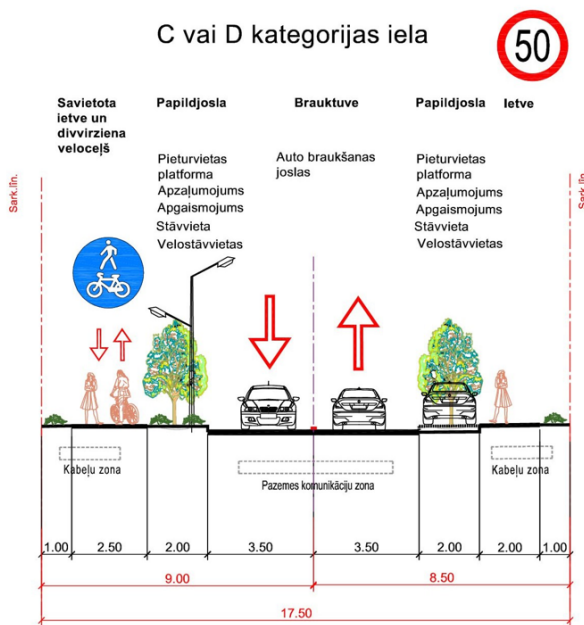 C vai D kategorijas iela
50
Savietota
ietve un
divvirziena
veloceļš
Papildjosla
Brauktuve
Papildjosla
Ietve
Pieturvietas
platforma
Apzaļumojums
Apgaismojums
Stāvvieta
Velostāvvietas
Auto braukšanas
joslas
Pieturvietas
platforma
Apzaļumojums
Apgaismojums
Stāvvieta
Velostāvvietas
Sark.līn.
Sark.līn.
Kabeļu zona
Pazemes komunikāciju zona
Kabeļu zona
1.00 2.50 2.00 3.50 3.50 2.00 2.00 1.00
9.00 8.50
17.50